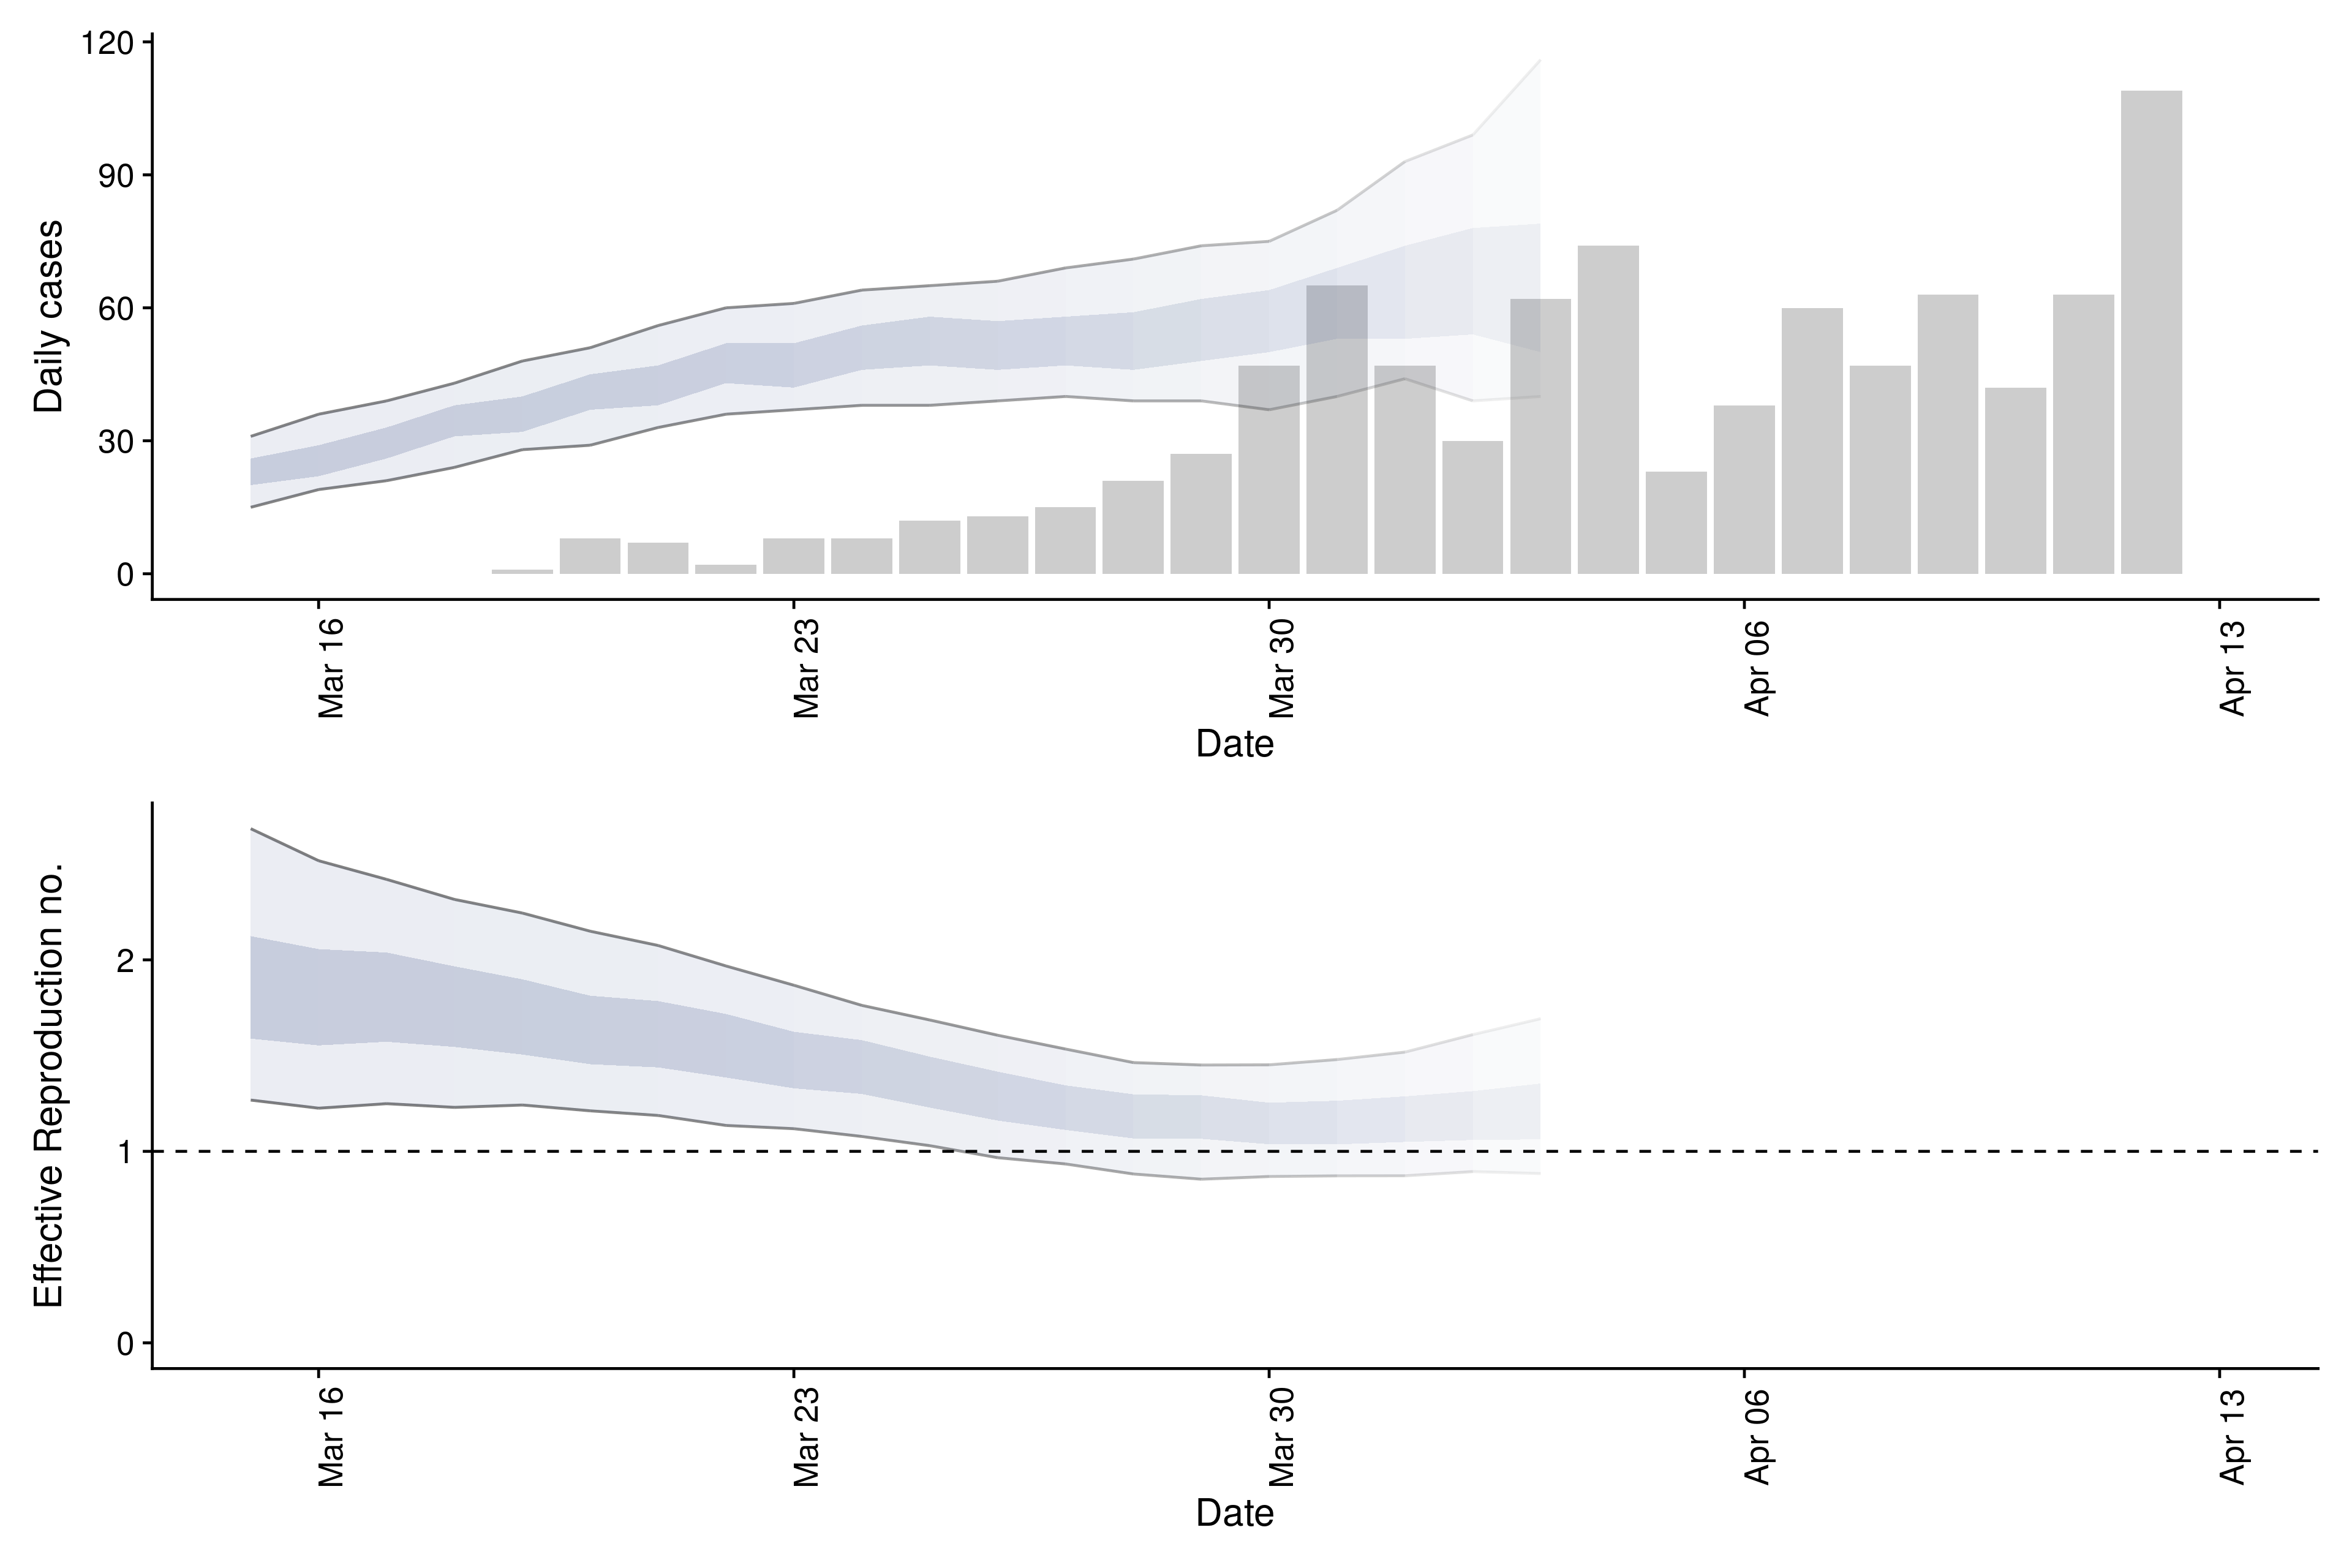 120
90
60
30
0
Daily cases
Mar 16
Mar 23
Mar 30
Apr 06
Apr 13
Date
2
1
0
Effective Reproduction no.
Mar 16
Mar 23
Mar 30
Apr 06
Apr 13
Date